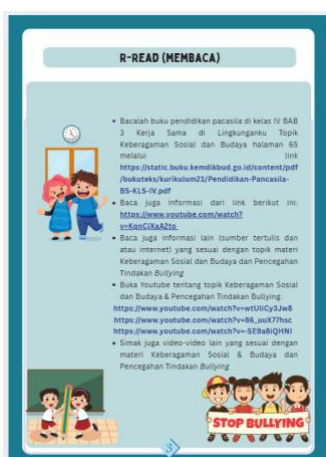 R-READ (MEMBACA)
• Bacalah buku pendidikan pacasila di kelas IV BAB
3 Kerja Sama di Lingkunganku Topik
Keberagaman Sosial dan Budaya halaman 65
melalui link
https://static.buku.kemdikbud.go.id/content/pdf
/bukuteks/kurikulum21/Pendidikan-Pancasila-
BS-KLS-IV.pdf
• Baca juga informasi dari link berikut ini:
https://www.youtube.com/watch?
v=KqnCjXaA2to
• Baca juga informasi lain (sumber tertulis dan
atau internet) yang sesuai dengan topik materi
Keberagaman Sosial dan Budaya dan Pencegahan
Tindakan Bullying
• Buka Youtube tentang topik Keberagaman Sosial
dan Budaya & Pencegahan Tindakan Bullying:
https://www.youtube.com/watch?v=wtUIiCy3Jw8
https://www.youtube.com/watch?v=86_uuX77hsc
https://www.youtube.com/watch?v=-SE9a8iQHNI
• Simak juga video-video lain yang sesuai dengan
materi Keberagaman Sosial & Budaya dan
Pencegahan Tindakan Bullying
STOP BULLYING
3